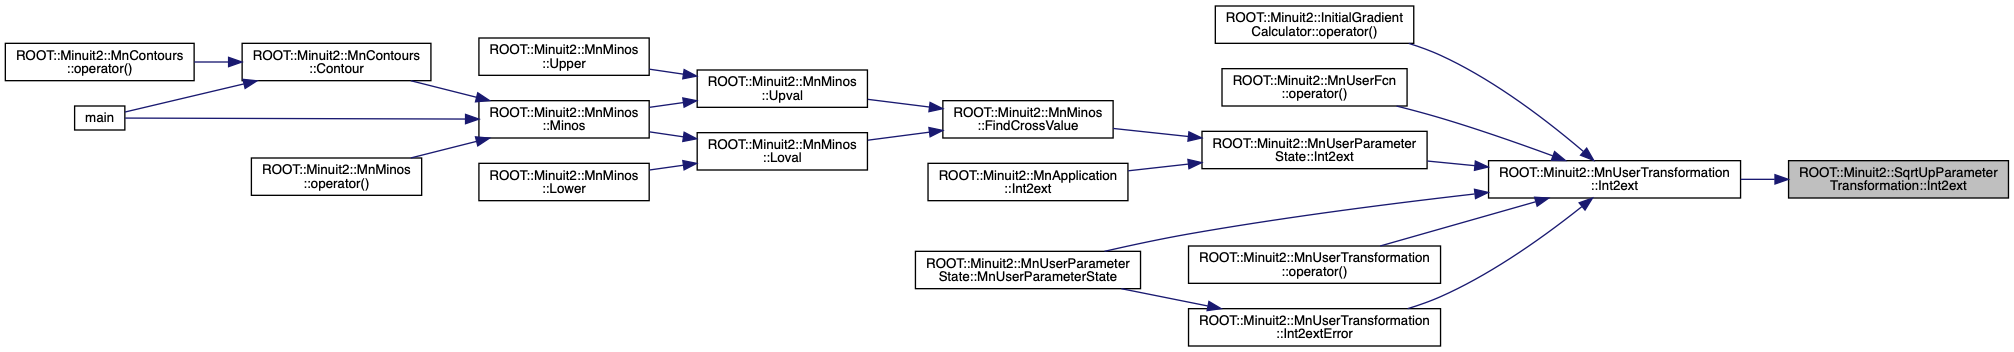 ROOT::Minuit2::MnContours
::operator()
main
ROOT::Minuit2::MnContours
::Contour
ROOT::Minuit2::MnMinos
::operator()
ROOT::Minuit2::MnMinos
::Upper
ROOT::Minuit2::MnMinos
::Minos
ROOT::Minuit2::MnMinos
::Lower
ROOT::Minuit2::MnMinos
::Upval
ROOT::Minuit2::MnMinos
::Loval
ROOT::Minuit2::MnMinos
::FindCrossValue
ROOT::Minuit2::MnApplication
::Int2ext
ROOT::Minuit2::MnUserParameter
State::MnUserParameterState
ROOT::Minuit2::InitialGradient
Calculator::operator()
ROOT::Minuit2::MnUserFcn
::operator()
ROOT::Minuit2::MnUserParameter
State::Int2ext
ROOT::Minuit2::MnUserTransformation
::operator()
ROOT::Minuit2::MnUserTransformation
::Int2extError
ROOT::Minuit2::MnUserTransformation
::Int2ext
ROOT::Minuit2::SqrtUpParameter
Transformation::Int2ext